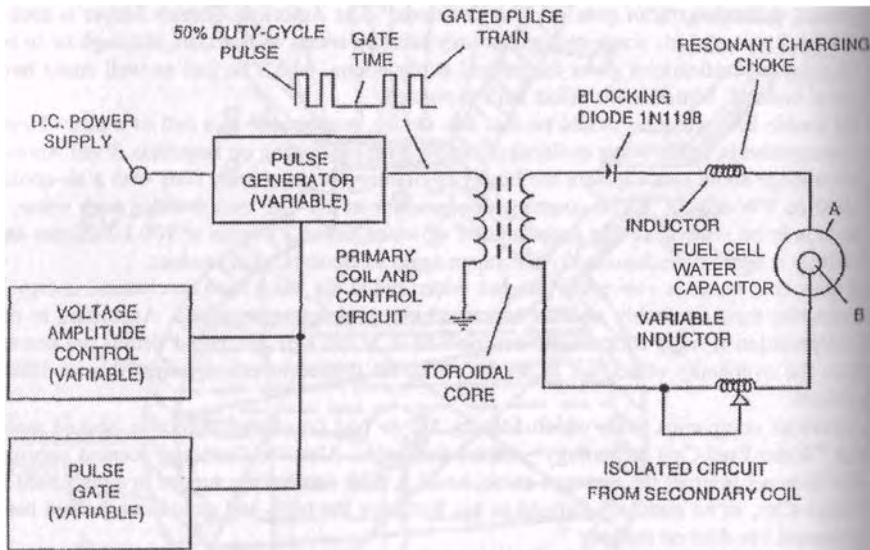 50% DUTY-CYCLE
PULSE
GATE
TIME
GATED PULSE
TRAIN
RESONANT CHARGING
CHOKE
BLOCKING
DIODE 1N1198
D.C. POWER
SUPPLY
PULSE
GENERATOR
(VARIABLE)
INDUCTOR
A
FUEL CELL
WATER
CAPACITOR
B
PRIMARY
COIL AND
CONTROL
CIRCUIT
VOLTAGE
AMPLITUDE
CONTROL
(VARIABLE)
VARIABLE
INDUCTOR
TOROIDAL
CORE
PULSE
GATE
(VARIABLE)
ISOLATED CIRCUIT
FROM SECONDARY COIL